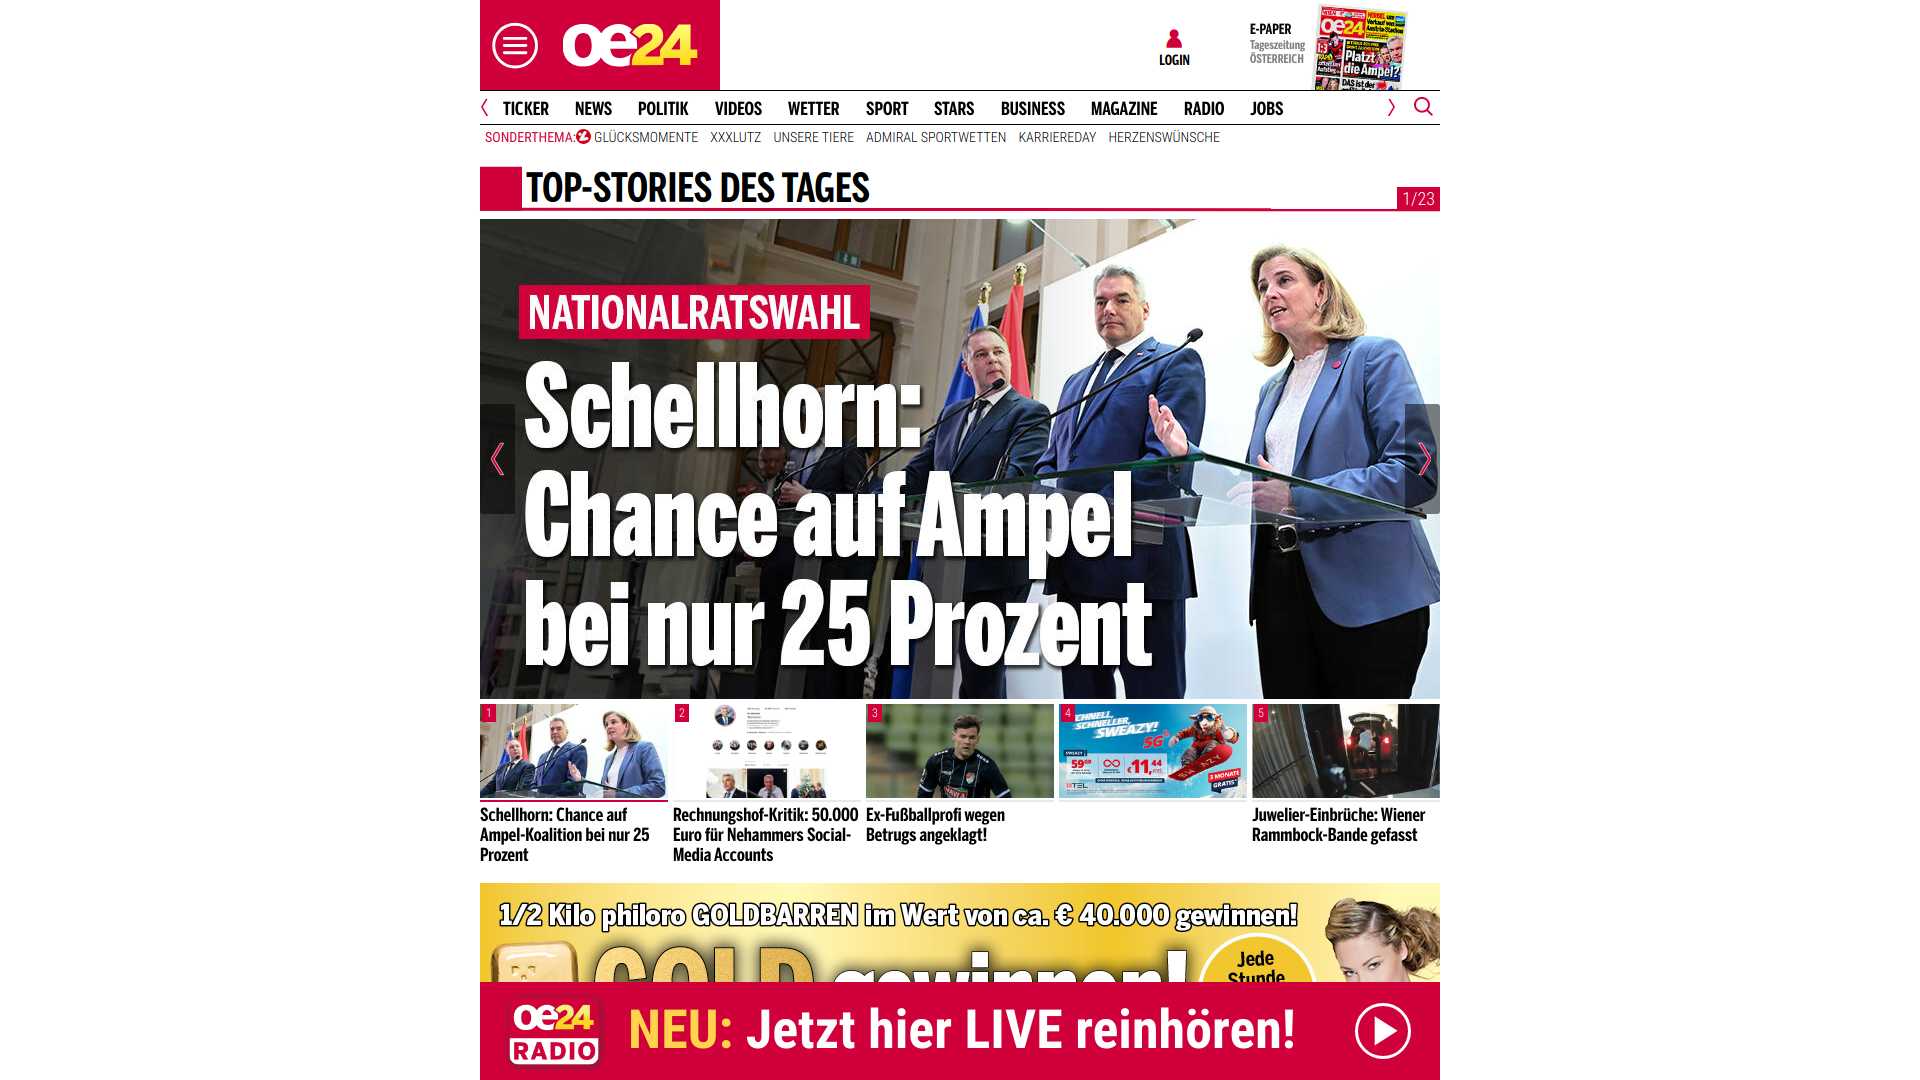 oe24
LOGIN
E-PAPER
Tageszeitung
ÖSTERREICH
oe24
Platzt
die Ampel?
TICKER NEWS POLITIK VIDEOS WETTER SPORT STARS BUSINESS MAGAZINE RADIO JOBS
SONDERTHEMA: GLÜCKSMOMENTE XXXLUTZ UNSERE TIERE ADMIRAL SPORTWETTEN KARRIEREDAY HERZENSWÜNSCHE
TOP-STORIES DES TAGES
1/23
NATIONALRATSWAHL
Schellhorn:
Chance auf Ampel
bei nur 25 Prozent
1
2
3
4
SCHNELL,
SCHNELLER,
SWEAZY!
5G
€11,44
3 MONATE
GRATIS*
5
Schellhorn: Chance auf
Ampel-Koalition bei nur 25
Prozent
Rechnungshof-Kritik: 50.000
Euro für Nehammers Social-
Media Accounts
Ex-Fußballprofi wegen
Betrugs angeklagt!
Juwelier-Einbrüche: Wiener
Rammbock-Bande gefasst
1/2 Kilo philoro GOLDBARREN im Wert von ca. € 40.000 gewinnen!
GOLD gewinnen!
Jede
Stunde
oe24
RADIO
NEU: Jetzt hier LIVE reinhören!